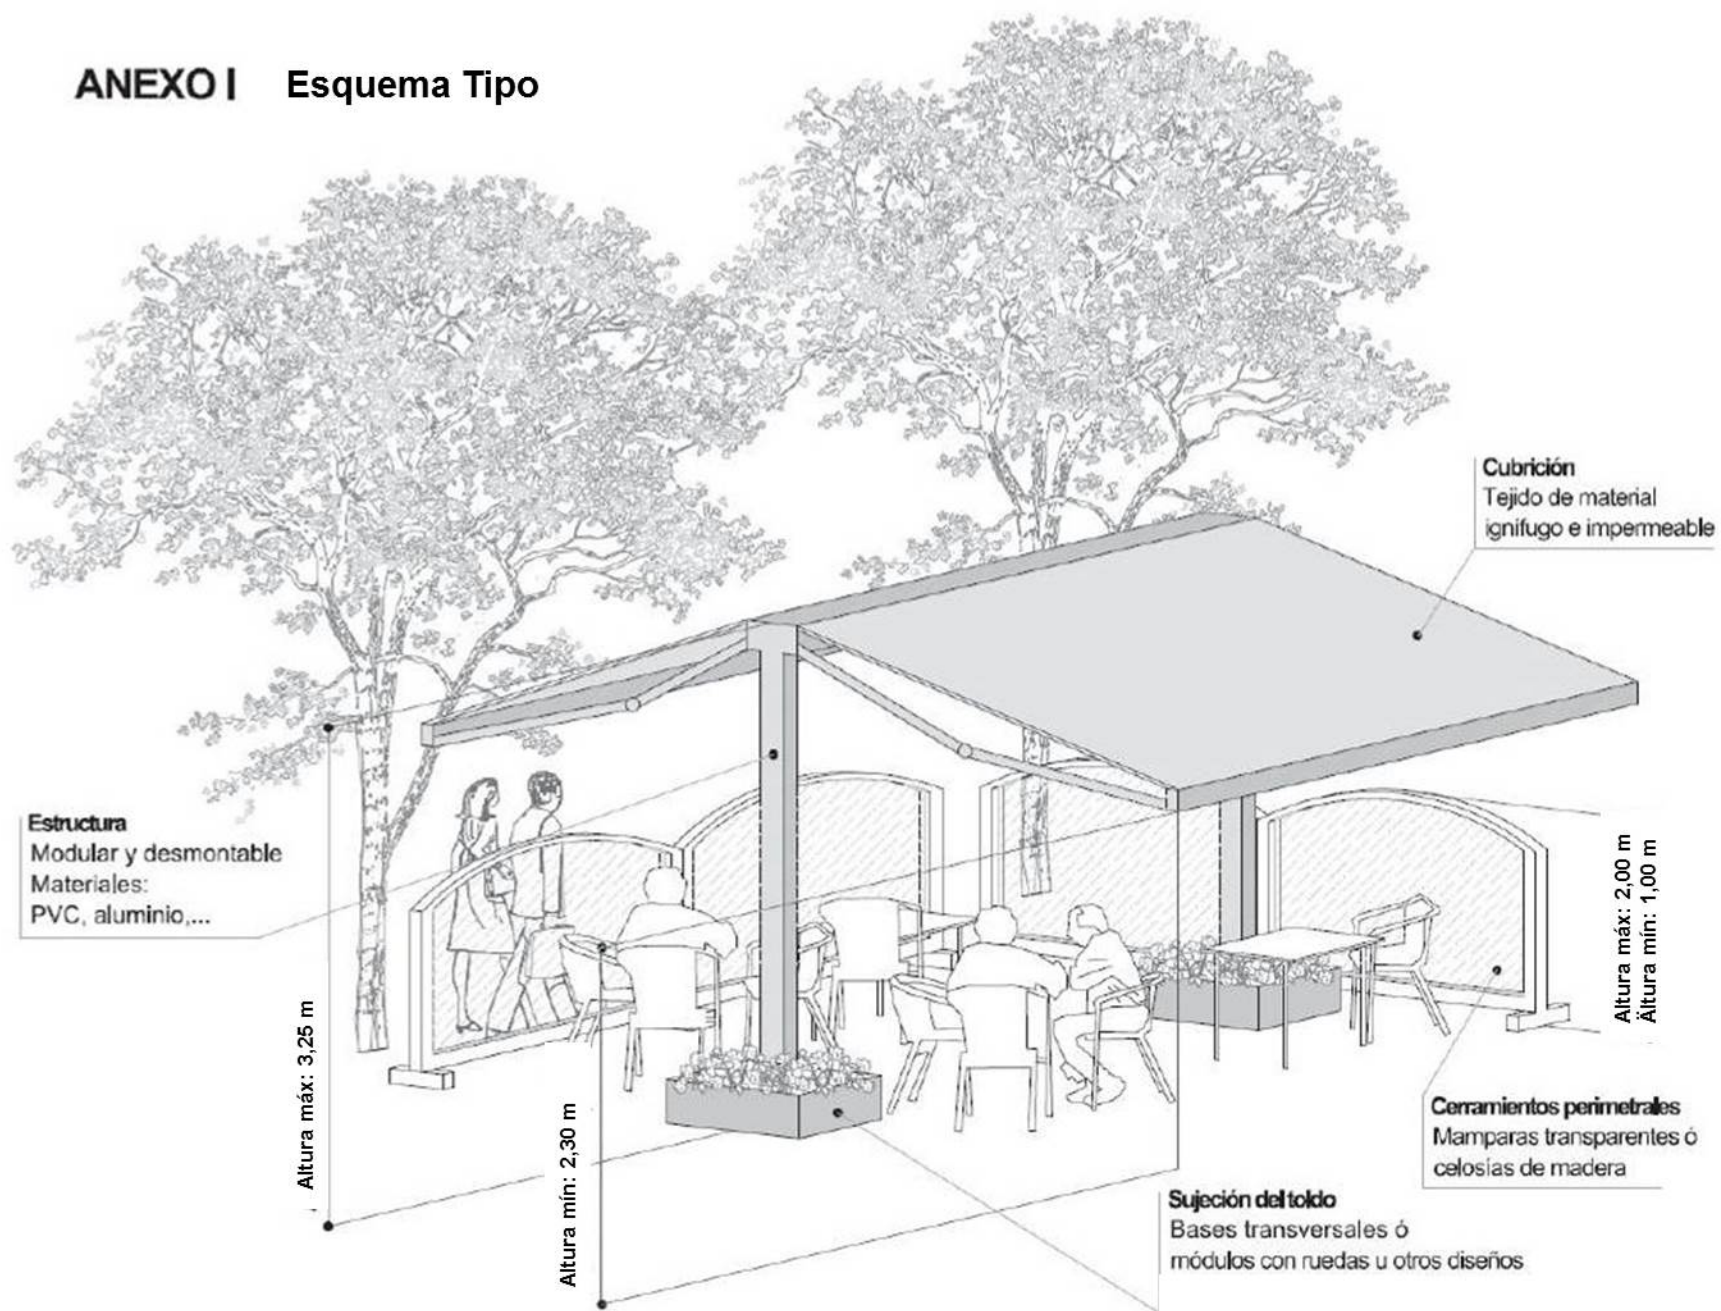 ANEXO I Esquema Tipo
Cubrición
Tejido de material
ignífugo e impermeable
Estructura
Modular y desmontable
Materiales:
PVC, aluminio,...
Altura máx: 3,25 m
Altura mín: 2,30 m
Altura máx: 2,00 m
Altura mín: 1,00 m
Cerramientos perimetrales
Mamparas transparentes ó
celosías de madera
Sujeción del toldo
Bases transversales ó
módulos con ruedas u otros diseños